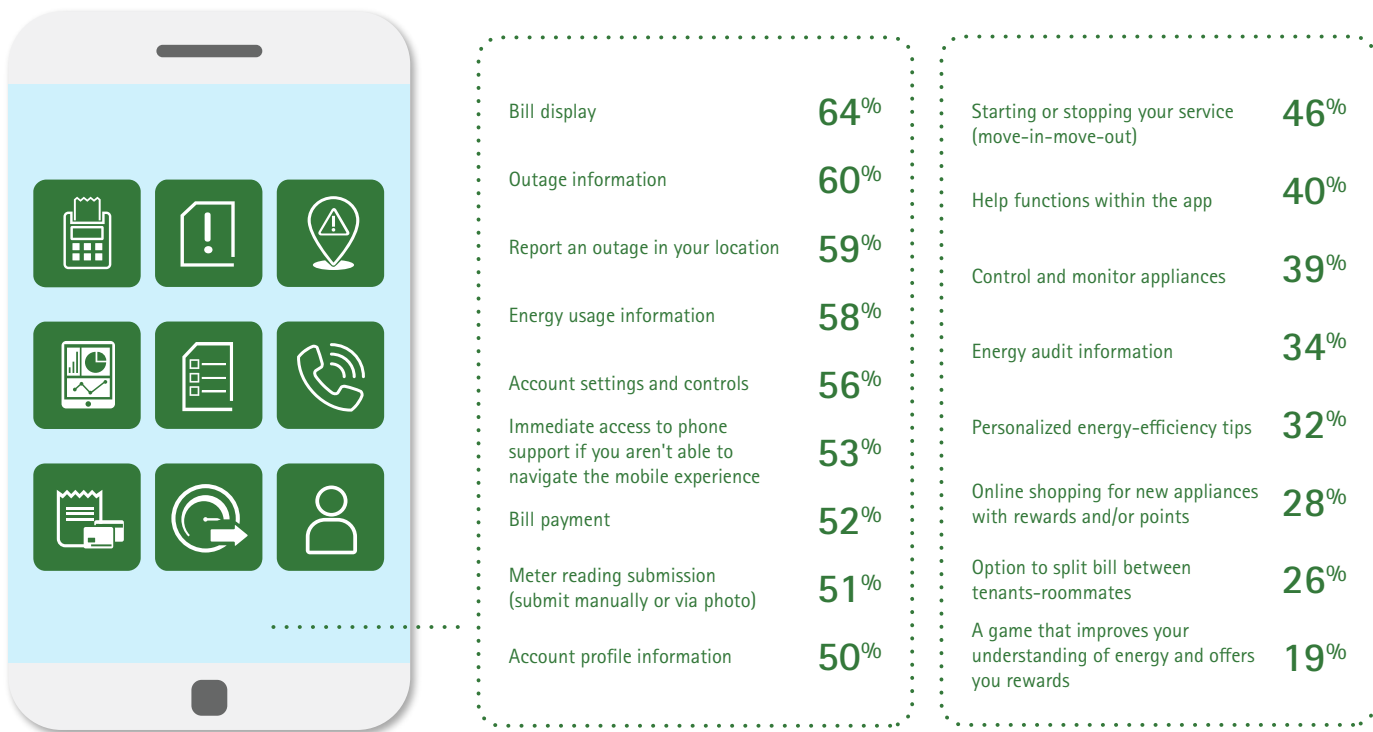 Bill display 64%
Outage information 60%
Report an outage in your location 59%
Energy usage information 58%
Account settings and controls 56%
Immediate access to phone
support if you aren't able to
navigate the mobile experience 53%
Bill payment 52%
Meter reading submission
(submit manually or via photo) 51%
Account profile information 50%
Starting or stopping your service
(move-in-move-out) 46%
Help functions within the app 40%
Control and monitor appliances 39%
Energy audit information 34%
Personalized energy-efficiency tips 32%
Online shopping for new appliances
with rewards and/or points 28%
Option to split bill between
tenants-roommates 26%
A game that improves your
understanding of energy and offers
you rewards 19%